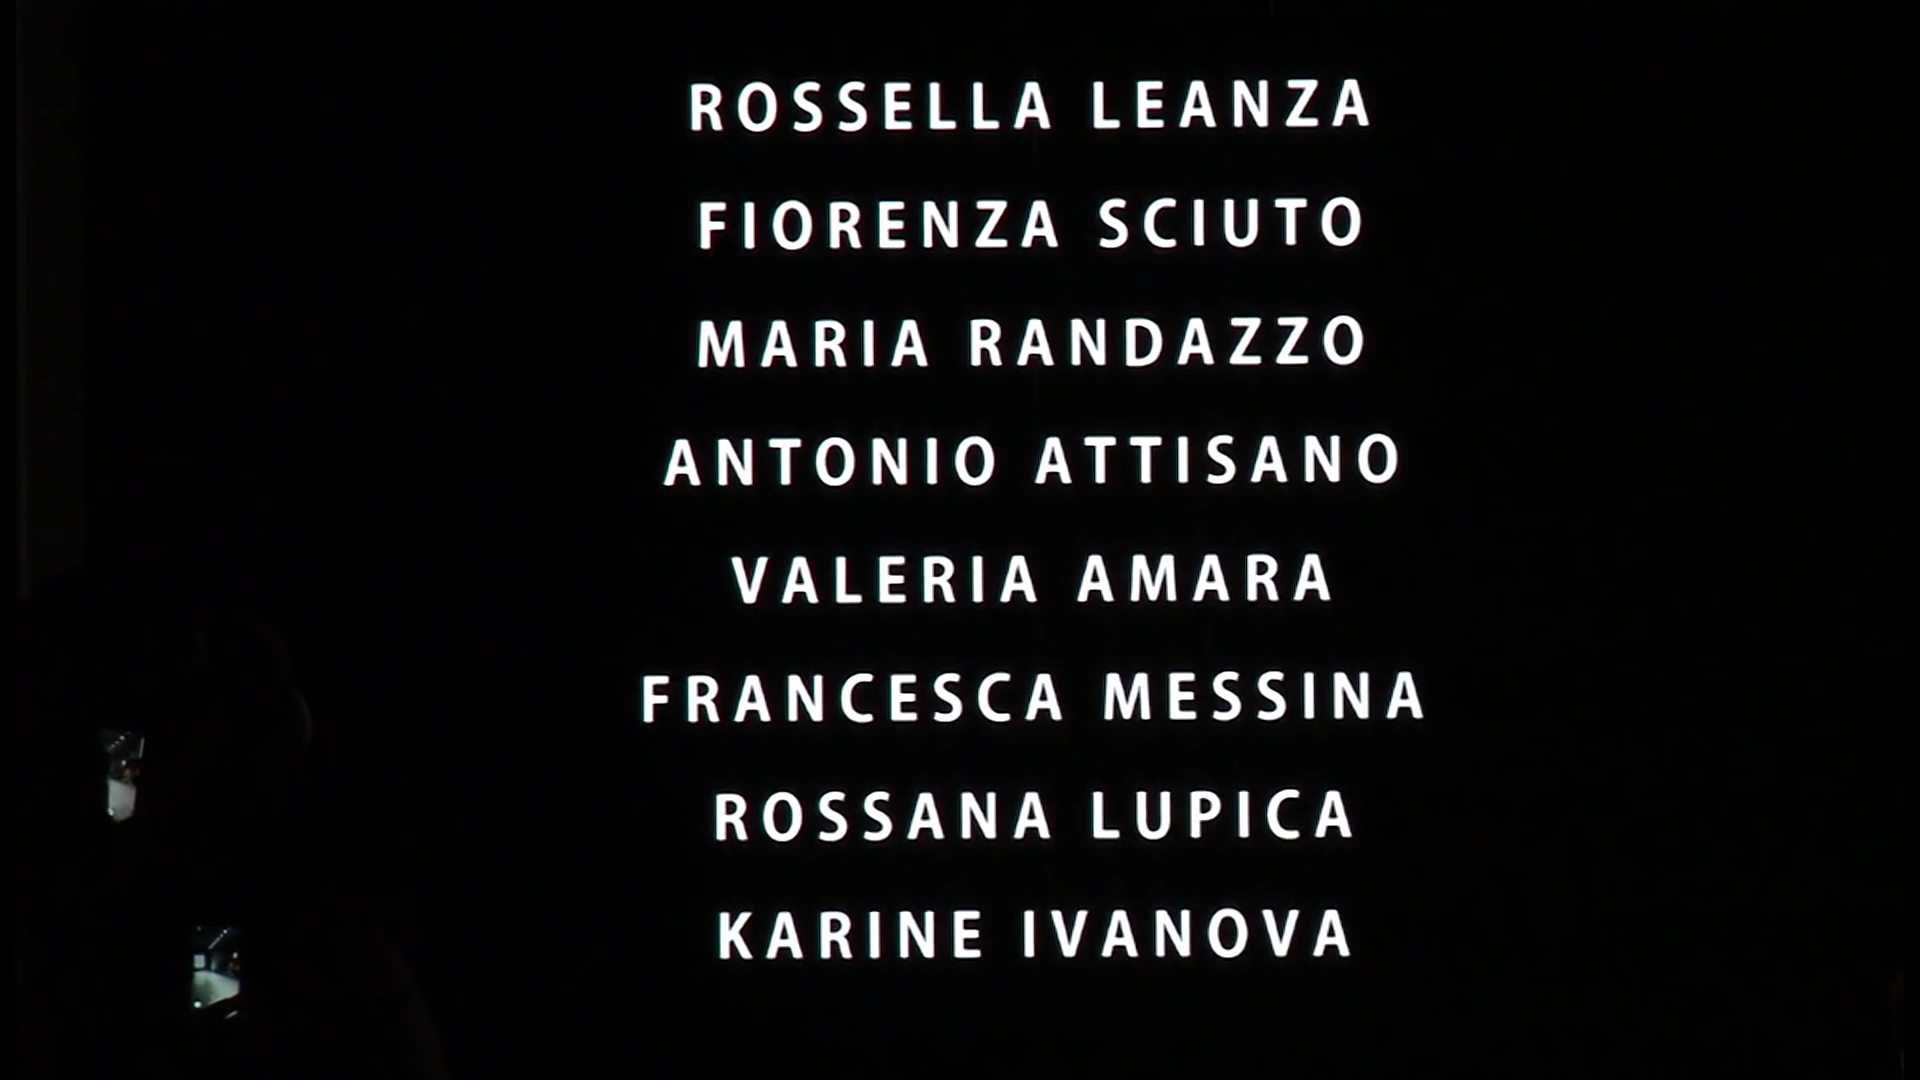 ROSSELLA LEANZA
FIORENZA SCIUTO
MARIA RANDAZZO
ANTONIO ATTISANO
VALERIA AMARA
FRANCESCA MESSINA
ROSSANA LUPICA
KARINE IVANOVA